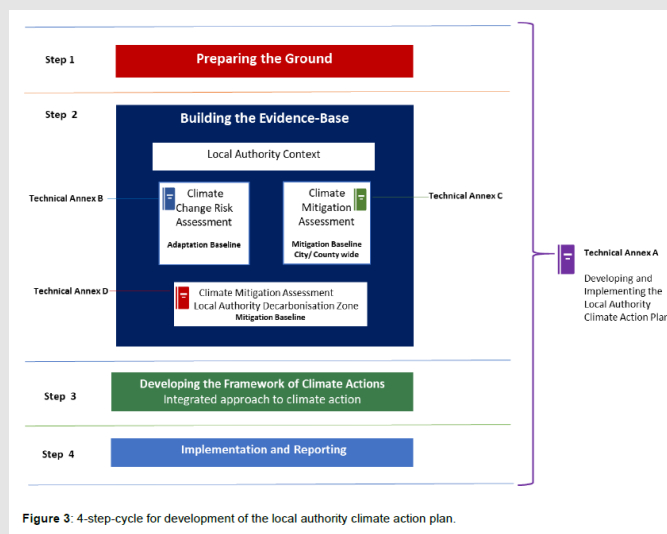 Step 1
Preparing the Ground
Step 2
Building the Evidence-Base
Local Authority Context
Technical Annex B
Climate
Change Risk
Assessment
Adaptation Baseline
Climate
Mitigation
Assessment
Mitigation Baseline
City/ County wide
Technical Annex C
Technical Annex D
Climate Mitigation Assessment
Local Authority Decarbonisation Zone
Mitigation Baseline
Technical Annex A
Developing and
Implementing the
Local Authority
Climate Action Plan
Step 3
Developing the Framework of Climate Actions
Integrated approach to climate action
Step 4
Implementation and Reporting
Figure 3: 4-step-cycle for development of the local authority climate action plan.